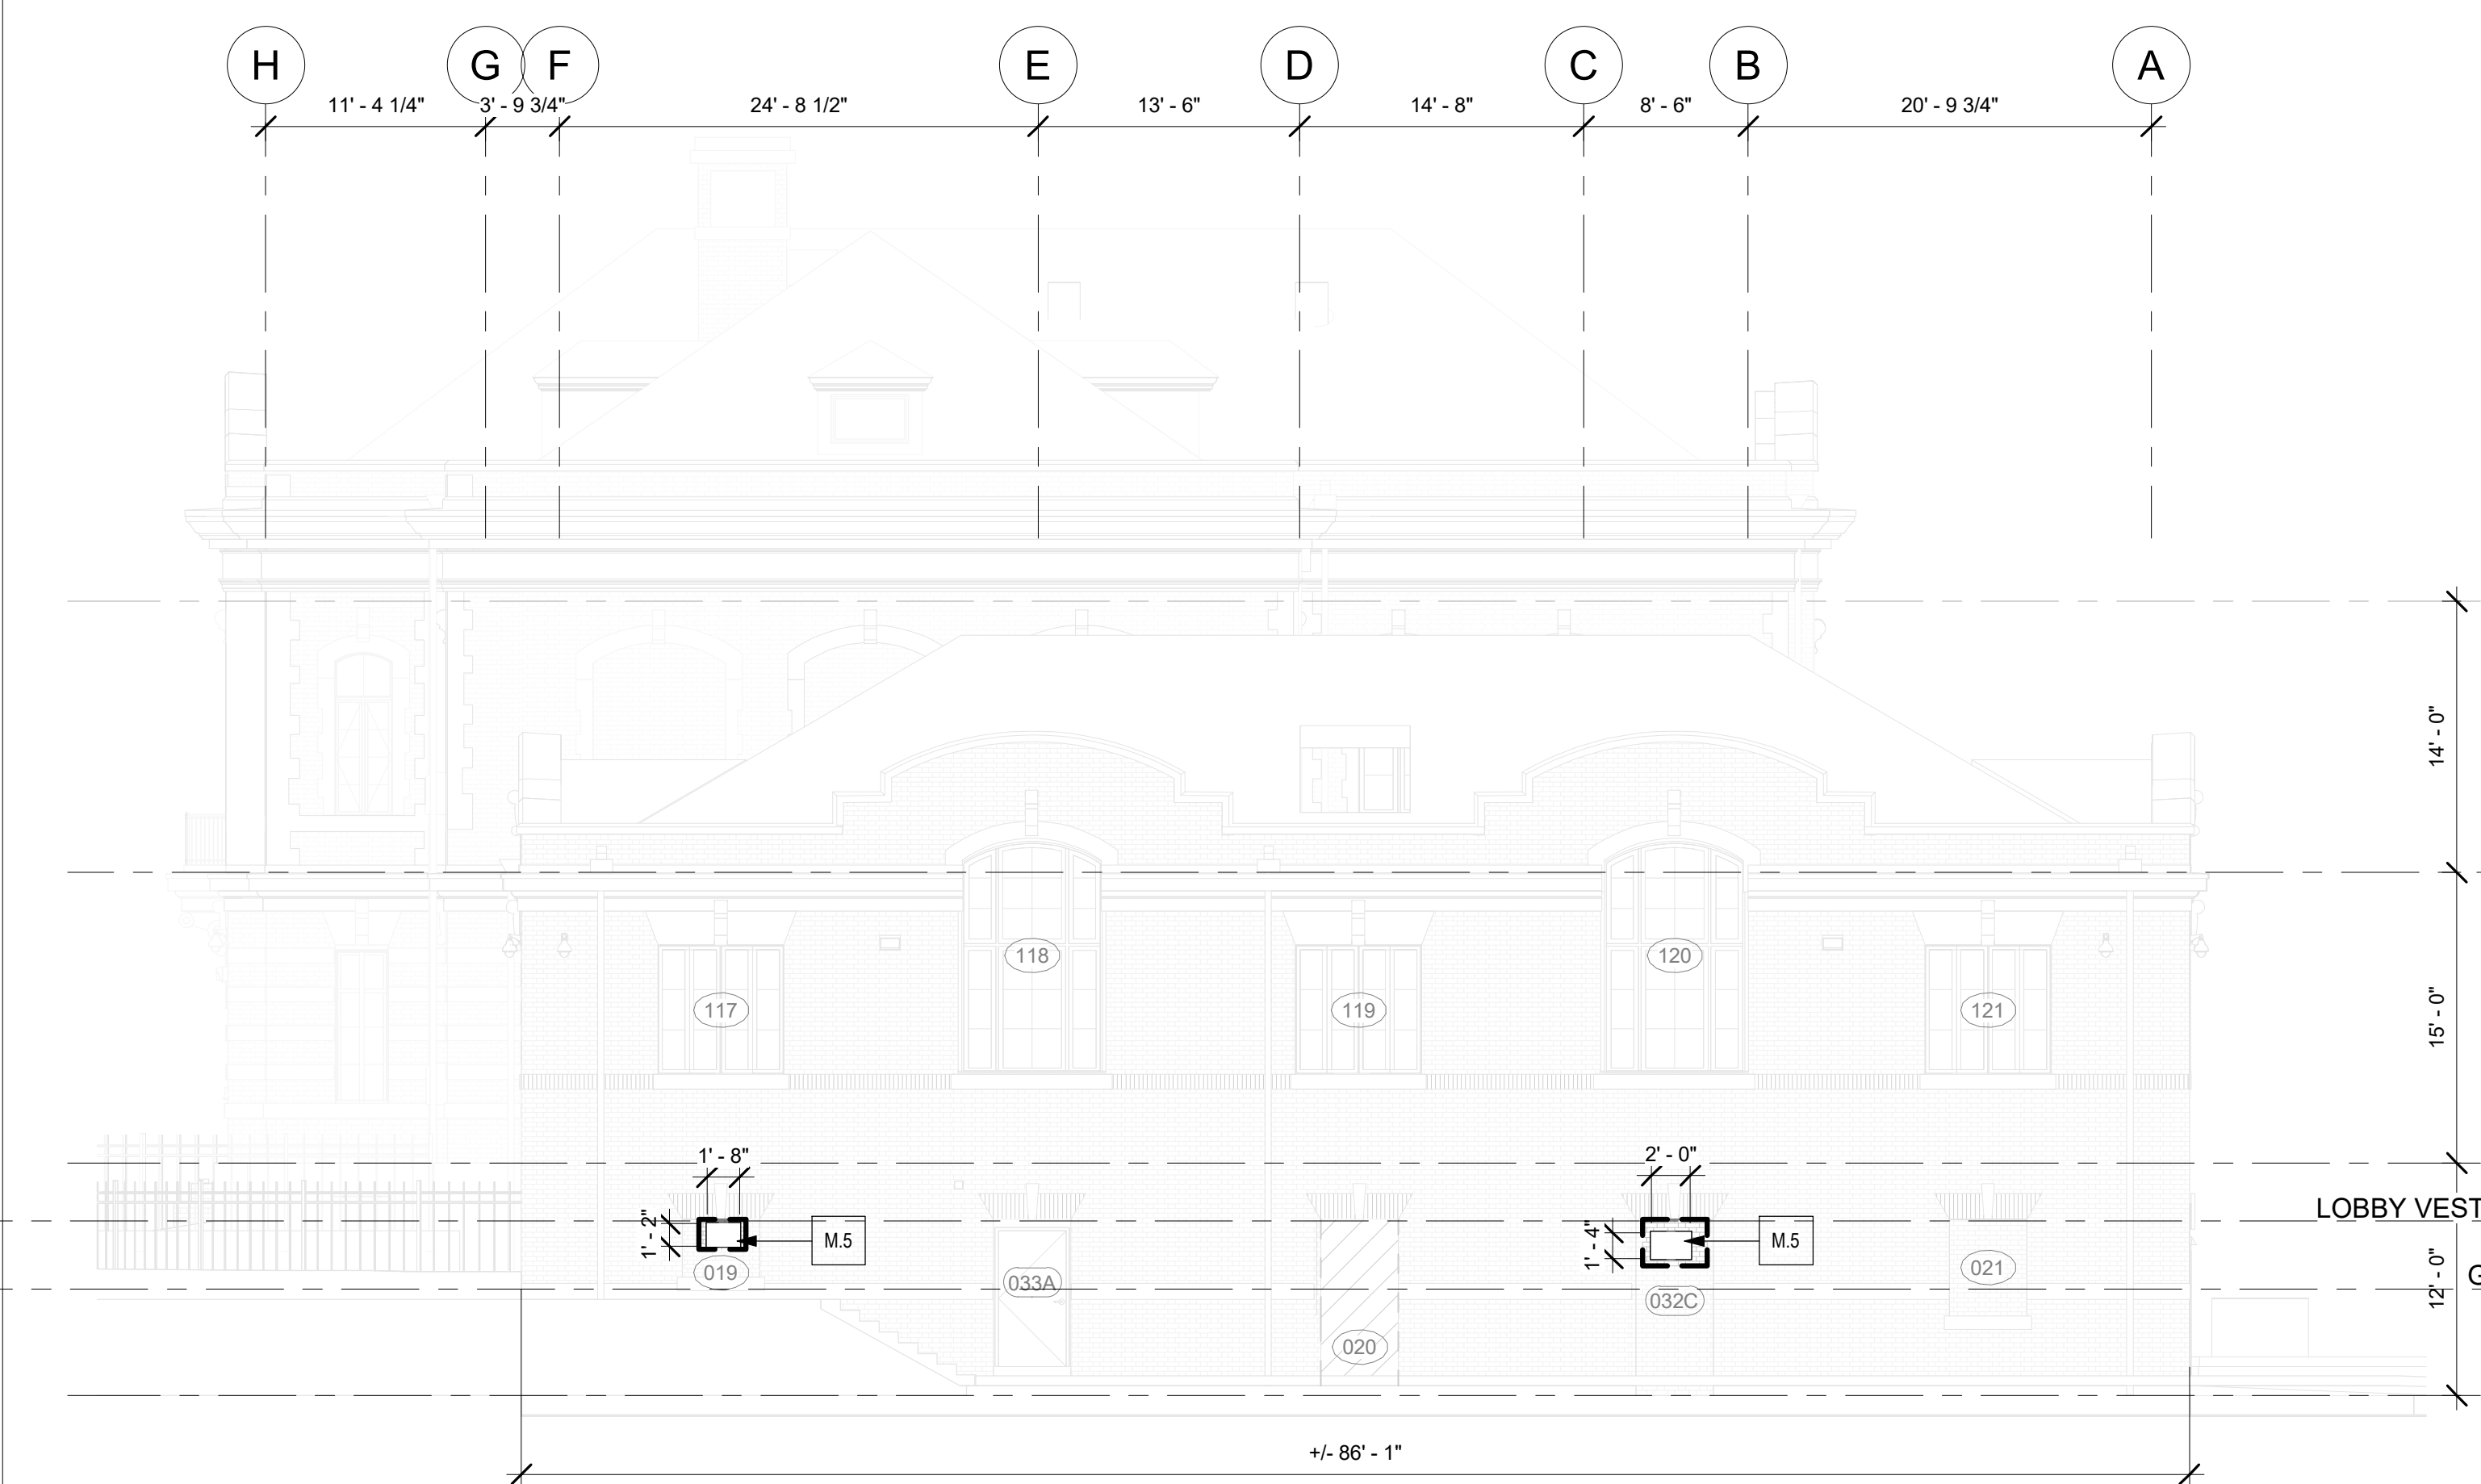 H G F E D C B A
11' - 4 1/4" 3' - 9 3/4" 24' - 8 1/2" 13' - 6" 14' - 8" 8' - 6" 20' - 9 3/4"
14' - 0"
118 120
117 119 121
15' - 0"
1' - 8" 2' - 0"
LOBBY VEST
1' - 2" M.5 1' - 4" M.5
019 033A 021
032C 12' - 0"
020
+/- 86' - 1"